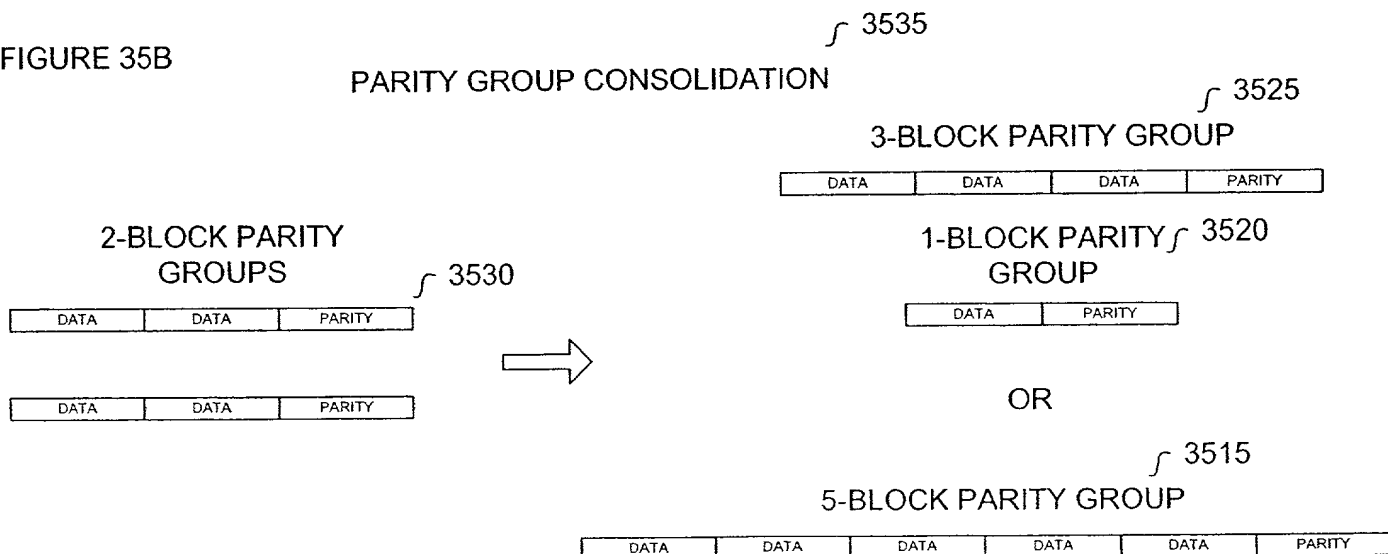 FIGURE 35B
3535
PARITY GROUP CONSOLIDATION
3525
3-BLOCK PARITY GROUP
DATA DATA DATA PARITY
2-BLOCK PARITY
GROUPS
3530
DATA DATA PARITY
DATA DATA PARITY
1-BLOCK PARITY
GROUP
3520
DATA PARITY
OR
3515
5-BLOCK PARITY GROUP
DATA DATA DATA DATA DATA PARITY